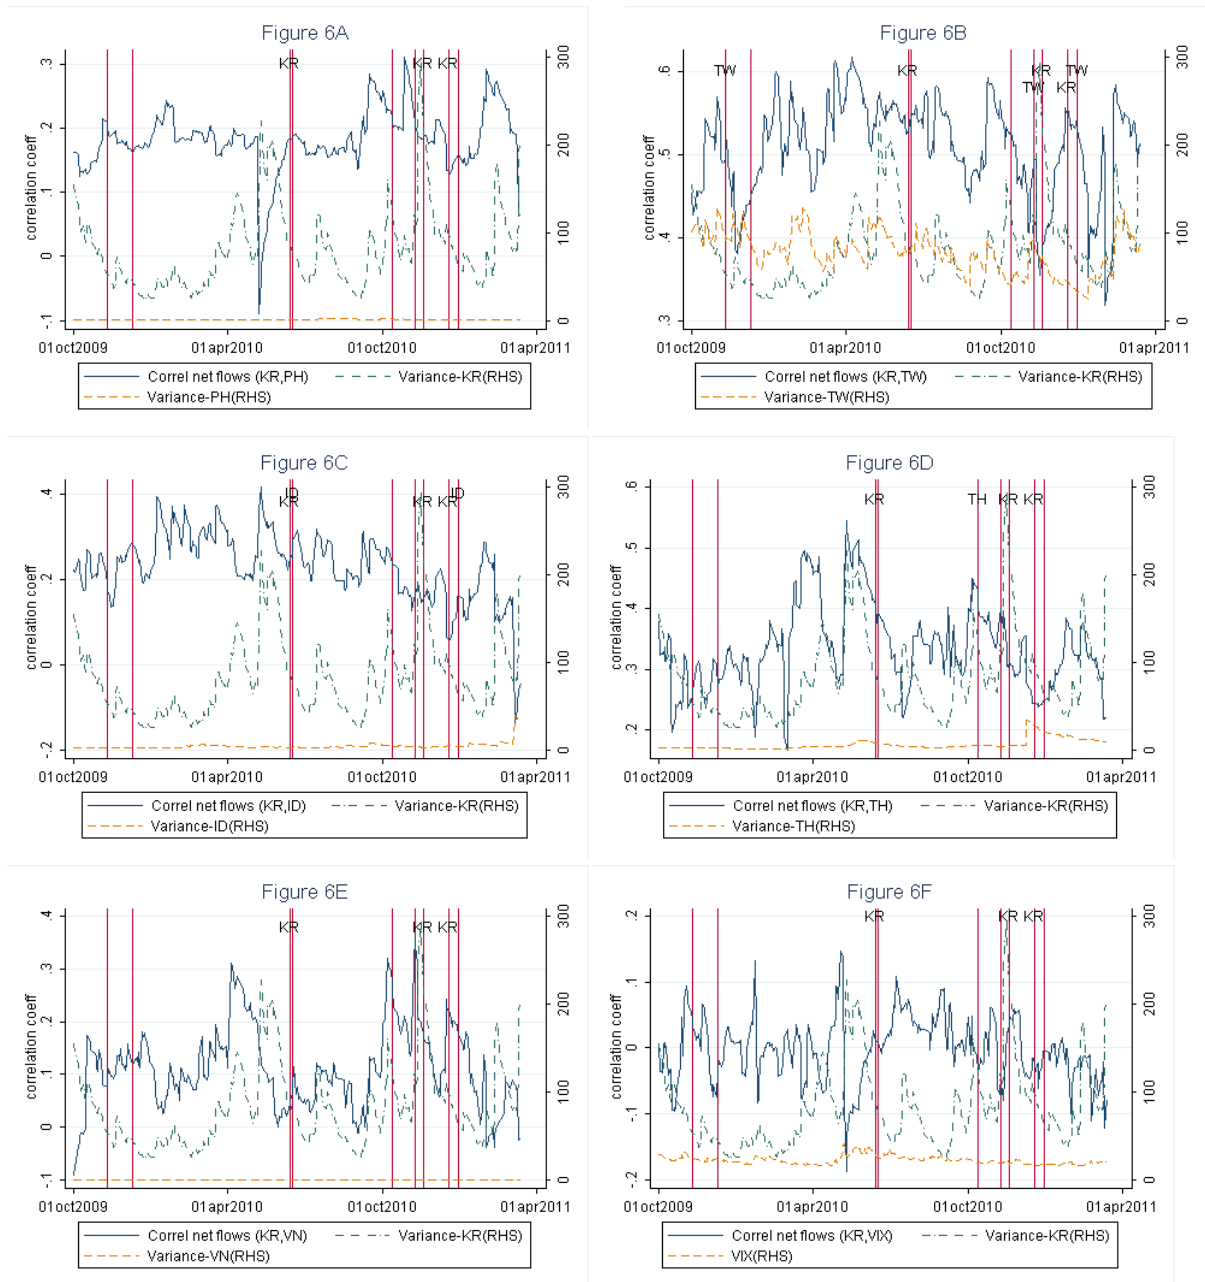 Figure 6A
correlation coeff
.3
.2
.1
0
-.1
300
200
100
0
KR
KR
KR
01oct2009
01apr2010
01oct2010
01apr2011
Correl net flows (KR,PH)
Variance-KR(RHS)
Variance-PH(RHS)
Figure 6B
correlation coeff
.6
.5
.4
.3
300
200
100
0
TW
KR
KR
TW
TW
KR
01oct2009
01apr2010
01oct2010
01apr2011
Correl net flows (KR,TW)
Variance-KR(RHS)
Variance-TW(RHS)
Figure 6C
correlation coeff
.4
.2
0
-.2
300
200
100
0
ID
KR
KR
KR
ID
01oct2009
01apr2010
01oct2010
01apr2011
Correl net flows (KR,ID)
Variance-KR(RHS)
Variance-ID(RHS)
Figure 6D
correlation coeff
.6
.5
.4
.3
.2
300
200
100
0
KR
TH
KR
KR
01oct2009
01apr2010
01oct2010
01apr2011
Correl net flows (KR,TH)
Variance-KR(RHS)
Variance-TH(RHS)
Figure 6E
correlation coeff
.4
.3
.2
.1
0
-.1
300
200
100
0
KR
KR
KR
01oct2009
01apr2010
01oct2010
01apr2011
Correl net flows (KR,VN)
Variance-KR(RHS)
Variance-VN(RHS)
Figure 6F
correlation coeff
.2
.1
0
-.1
-.2
300
200
100
0
KR
KR
KR
01oct2009
01apr2010
01oct2010
01apr2011
Correl net flows (KR,VIX)
Variance-KR(RHS)
VIX(RHS)